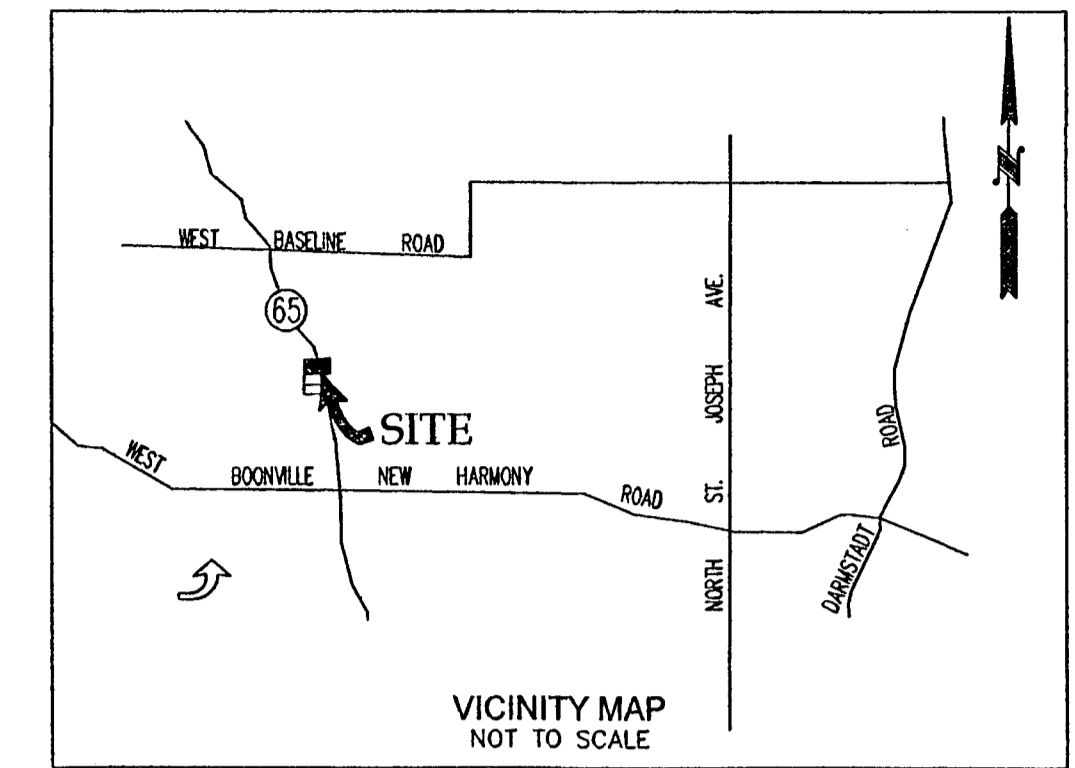 N
WEST BASELINE ROAD
65
NORTH ST. JOSEPH AVE.
SITE
WEST BOONVILLE NEW HARMONY ROAD
DARMSTADT ROAD
VICINITY MAP
NOT TO SCALE